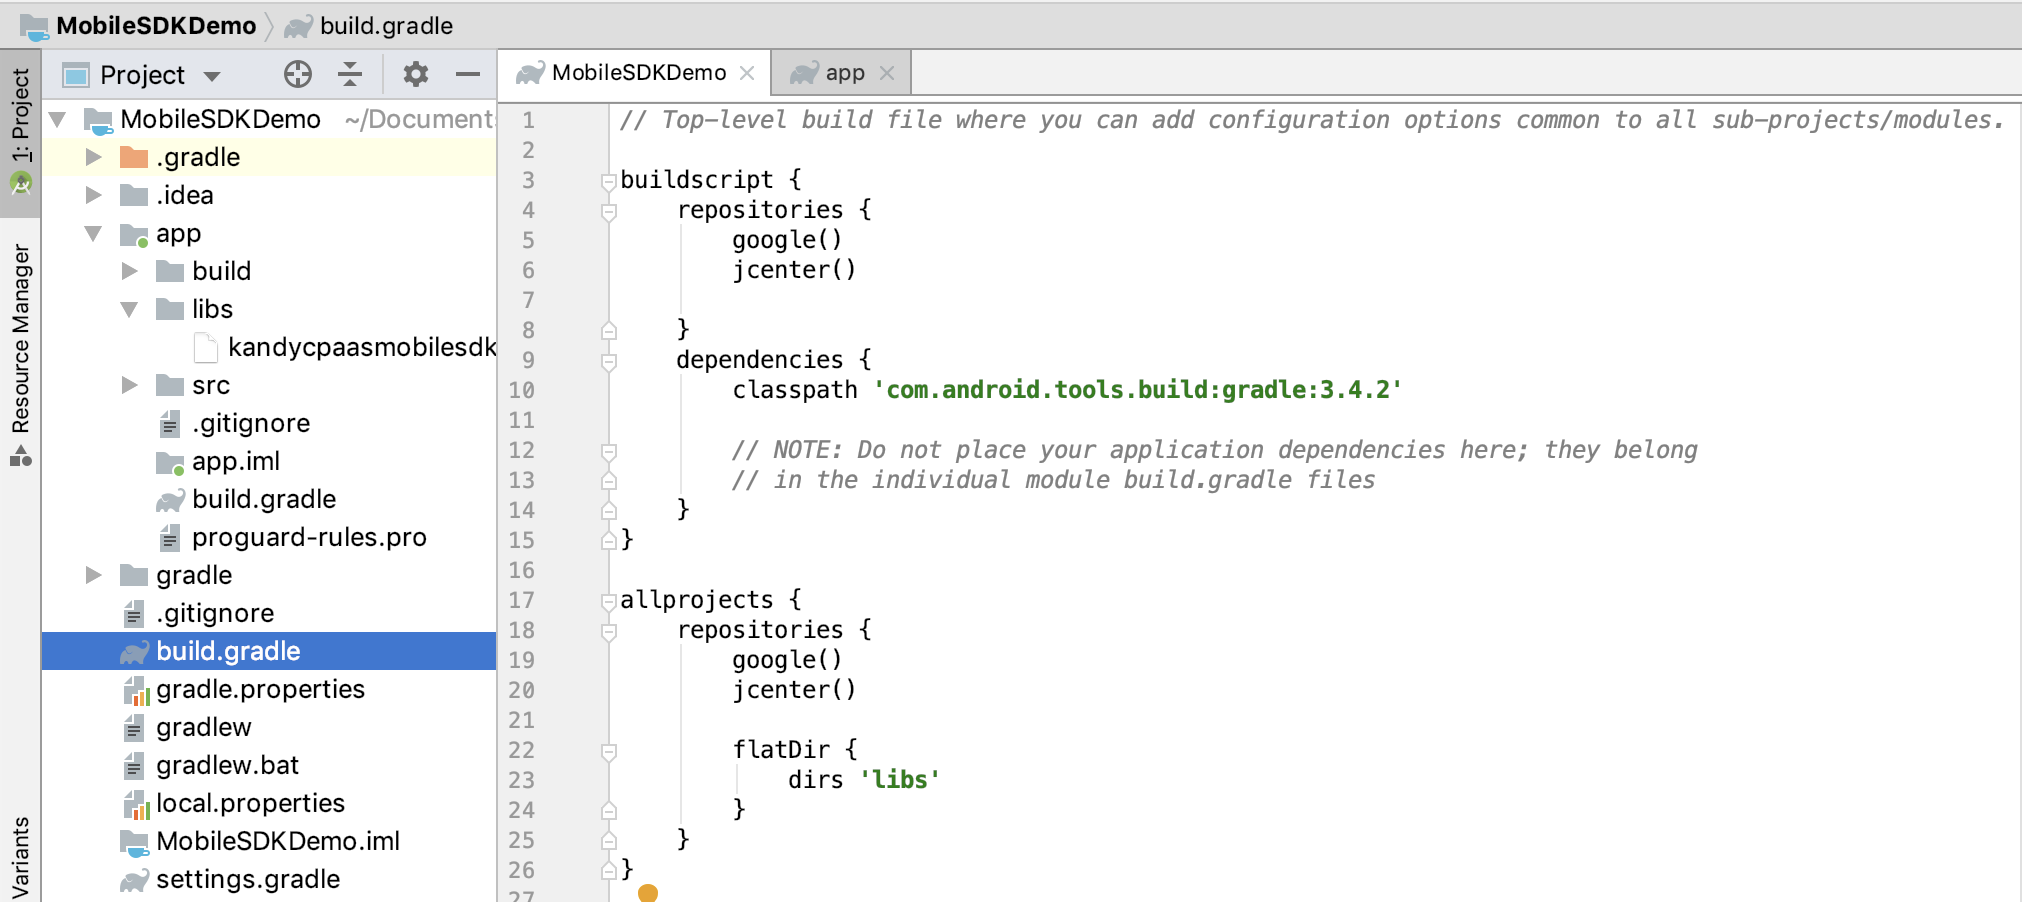 MobileSDKDemo build.gradle
1: Project
Resource Manager
Variants
Project
MobileSDKDemo ~/Documents
.gradle
.idea
app
build
libs
kandycpaasmobilesdk
src
.gitignore
app.iml
build.gradle
proguard-rules.pro
gradle
.gitignore
build.gradle
gradle.properties
gradlew
gradlew.bat
local.properties
MobileSDKDemo.iml
settings.gradle
MobileSDKDemo app
1 // Top-level build file where you can add configuration options common to all sub-projects/modules.
2
3 buildscript {
4 repositories {
5 google()
6 jcenter()
7
8 }
9 dependencies {
10 classpath 'com.android.tools.build:gradle:3.4.2'
11
12 // NOTE: Do not place your application dependencies here; they belong
13 // in the individual module build.gradle files
14 }
15 }
16
17 allprojects {
18 repositories {
19 google()
20 jcenter()
21
22 flatDir {
23 dirs 'libs'
24 }
25 }
26 }
27